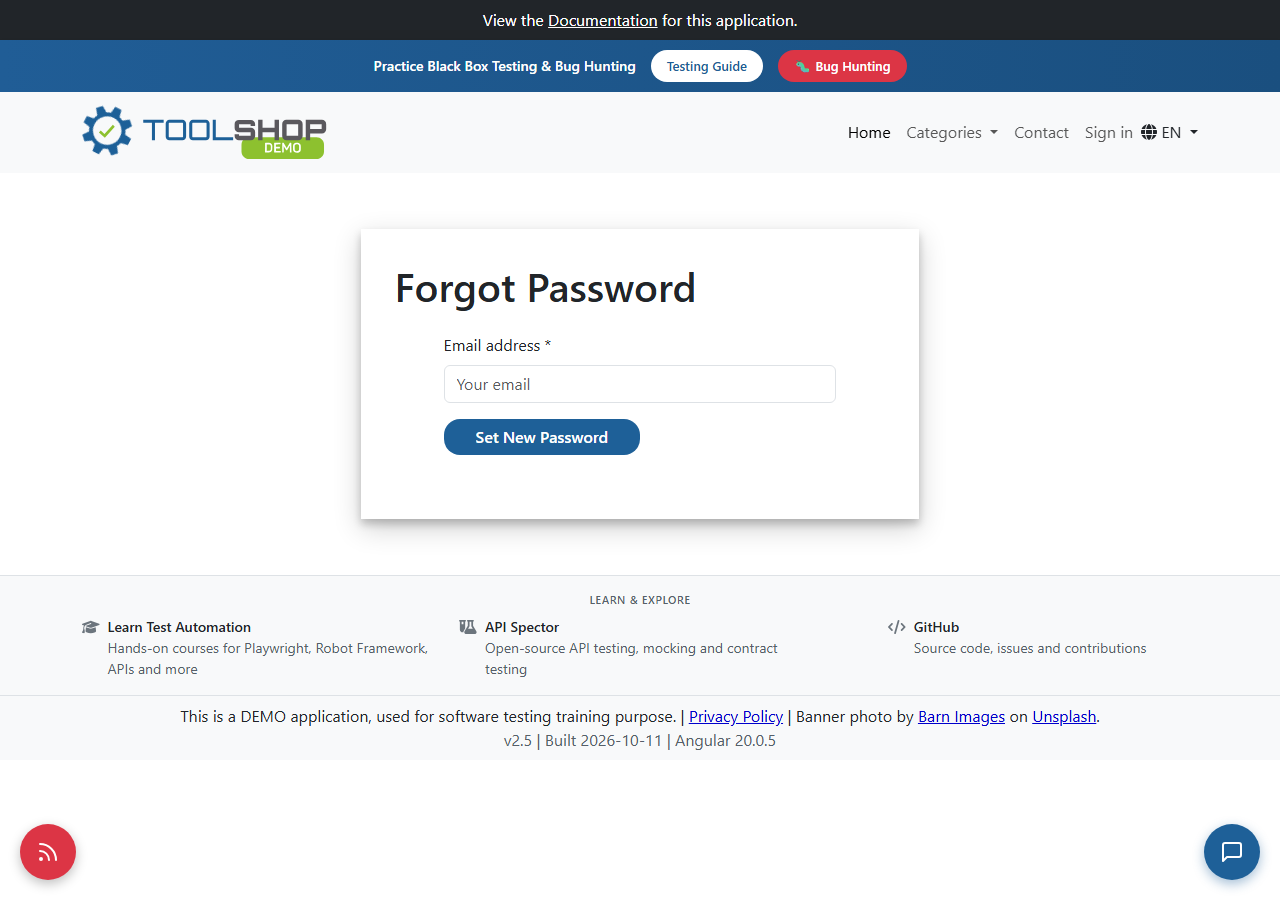 View the Documentation for this application.
Practice Black Box Testing & Bug Hunting Testing Guide Bug Hunting
TOOLSHOP
DEMO
Home Categories Contact Sign in EN
Forgot Password
Email address *
Your email
Set New Password
LEARN & EXPLORE
Learn Test Automation
Hands-on courses for Playwright, Robot Framework,
APIs and more
API Spector
Open-source API testing, mocking and contract
testing
GitHub
Source code, issues and contributions
This is a DEMO application, used for software testing training purpose. | Privacy Policy | Banner photo by Barn Images on Unsplash.
v2.5 | Built 2026-10-11 | Angular 20.0.5